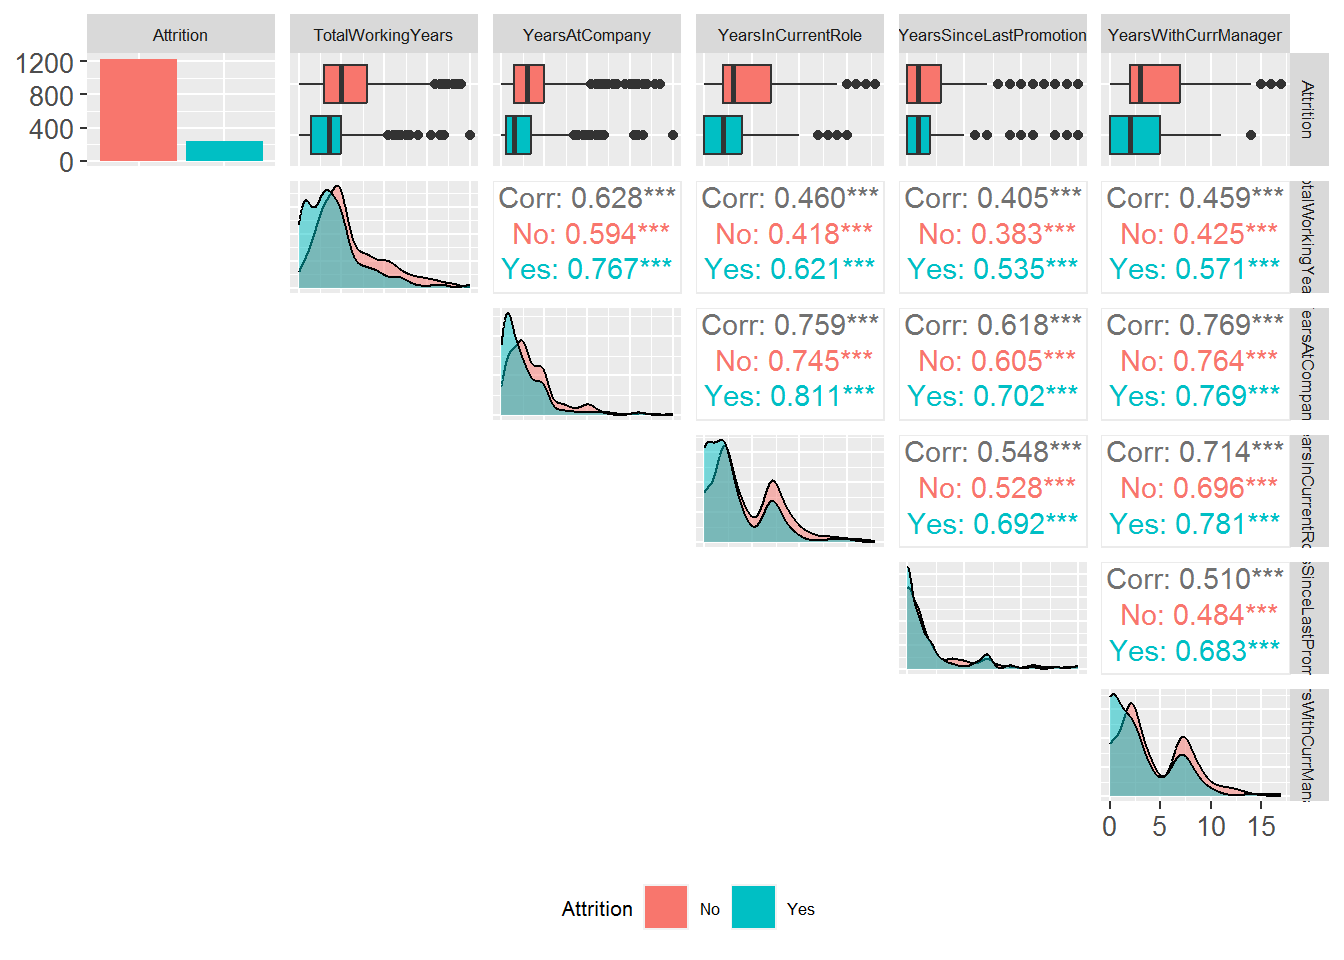 Attrition
TotalWorkingYears
YearsAtCompany
YearsInCurrentRole
YearsSinceLastPromotion
YearsWithCurrManager
1200
800
400
0
Attrition
Corr: 0.628***
No: 0.594***
Yes: 0.767***
Corr: 0.460***
No: 0.418***
Yes: 0.621***
Corr: 0.405***
No: 0.383***
Yes: 0.535***
Corr: 0.459***
No: 0.425***
Yes: 0.571***
otalWorkingYea
Corr: 0.759***
No: 0.745***
Yes: 0.811***
Corr: 0.618***
No: 0.605***
Yes: 0.702***
Corr: 0.769***
No: 0.764***
Yes: 0.769***
earsAtCompan
Corr: 0.548***
No: 0.528***
Yes: 0.692***
Corr: 0.714***
No: 0.696***
Yes: 0.781***
arsInCurrentRo
Corr: 0.510***
No: 0.484***
Yes: 0.683***
sSinceLastProm
rsWithCurrMana
0 5 10 15
Attrition No Yes